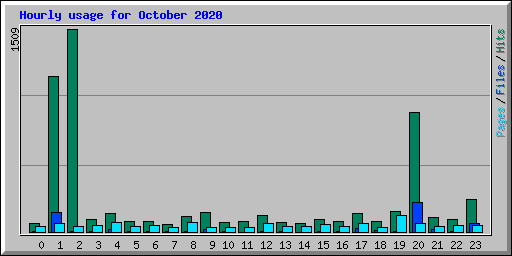 Hourly usage for October 2020
1509
Pages/Files/Hits
0 1 2 3 4 5 6 7 8 9 10 11 12 13 14 15 16 17 18 19 20 21 22 23